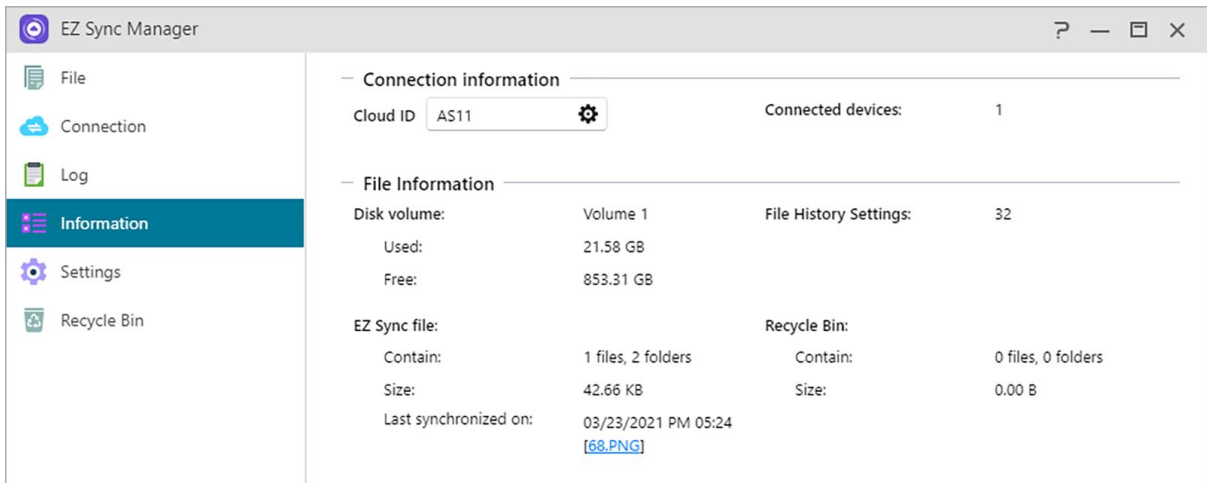 EZ Sync Manager
File
Connection
Log
Information
Settings
Recycle Bin
Connection information
Cloud ID AS11 Connected devices: 1
File Information
Disk volume: Volume 1 File History Settings: 32
Used: 21.58 GB
Free: 853.31 GB
EZ Sync file: Recycle Bin:
Contain: 1 files, 2 folders Contain: 0 files, 0 folders
Size: 42.66 KB Size: 0.00 B
Last synchronized on: 03/23/2021 PM 05:24
[68.PNG]